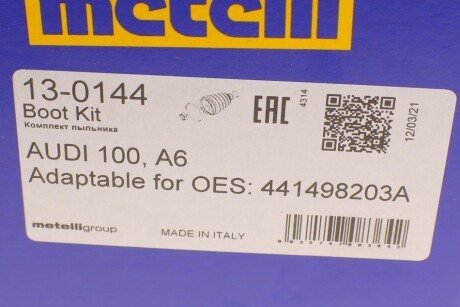 metelli
13-0144
Boot Kit
Комплект пыльника
EAC
4314
12/03/21
AUDI 100, A6
Adaptable for OES: 441498203A
metelligroup
MADE IN ITALY